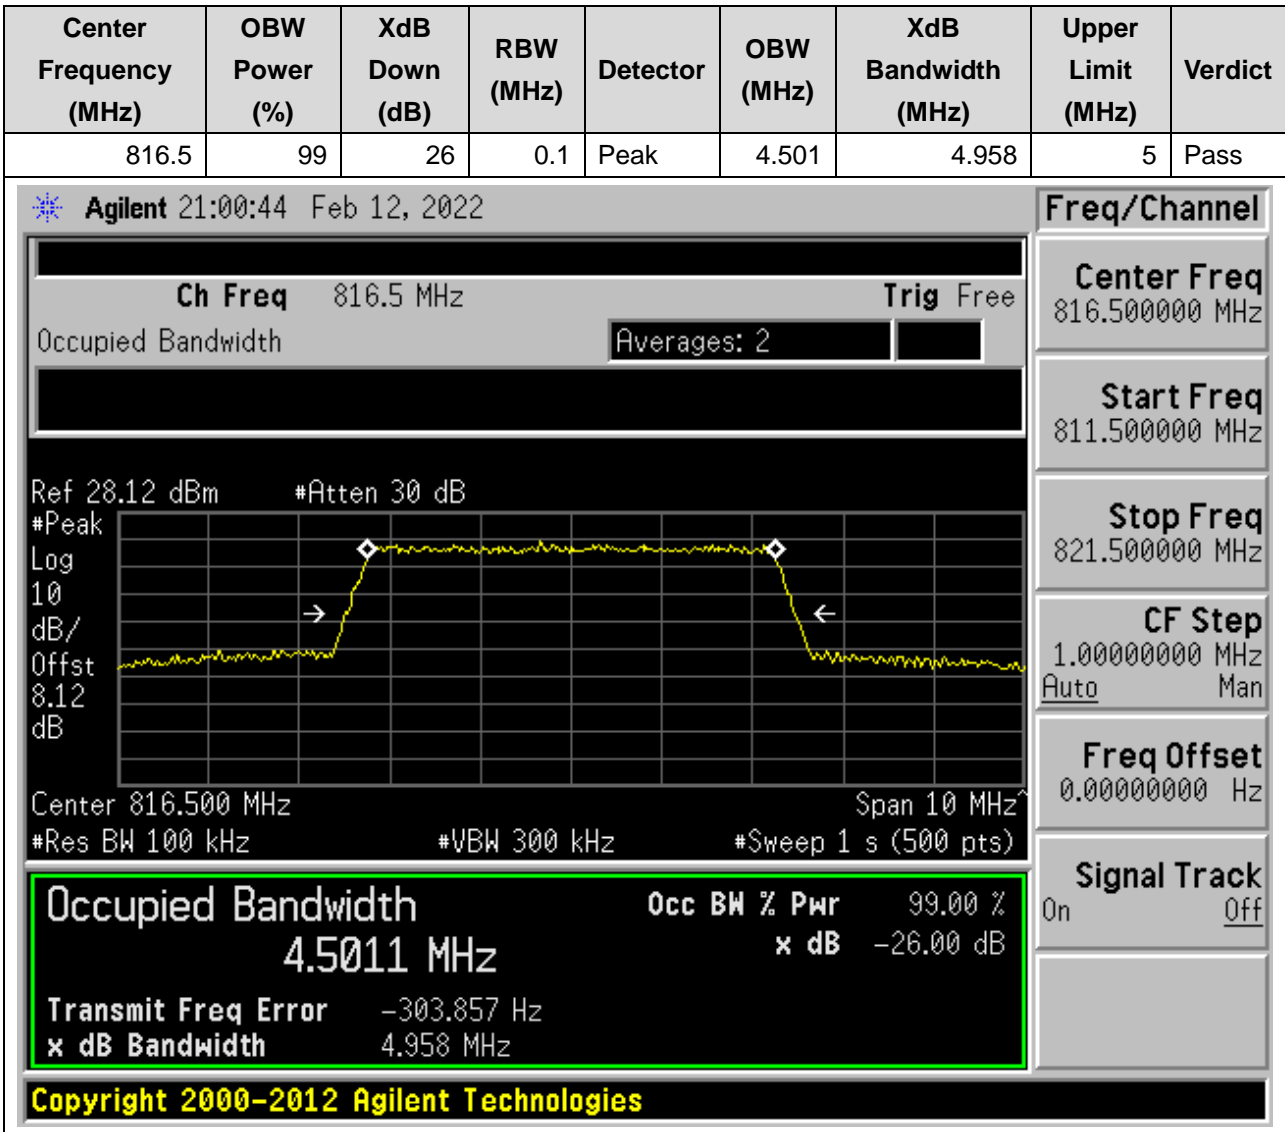 Center Frequency (MHz) OBW Power (%) XdB Down (dB) RBW (MHz) Detector OBW (MHz) XdB Bandwidth (MHz) Upper Limit (MHz) Verdict
816.5 99 26 0.1 Peak 4.501 4.958 5 Pass
Agilent 21:00:44 Feb 12, 2022
Ch Freq 816.5 MHz Trig Free
Occupied Bandwidth Averages: 2
Ref 28.12 dBm #Atten 30 dB
#Peak
Log
10
dB/
Offst
8.12
dB
Center 816.500 MHz Span 10 MHz^
#Res BW 100 kHz #VBW 300 kHz #Sweep 1 s (500 pts)
Occupied Bandwidth Occ BW % Pwr 99.00 %
4.5011 MHz x dB -26.00 dB
Transmit Freq Error -303.857 Hz
x dB Bandwidth 4.958 MHz
Copyright 2000-2012 Agilent Technologies
Freq/Channel
Center Freq
816.500000 MHz
Start Freq
811.500000 MHz
Stop Freq
821.500000 MHz
CF Step
1.00000000 MHz
Auto Man
Freq Offset
0.00000000 Hz
Signal Track
On Off